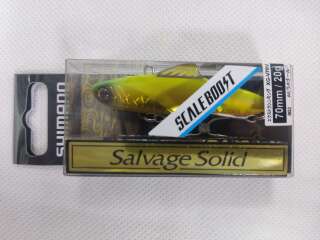 SHIMANO
SCALE BOOST
70mm / 20g
Salvage Solid